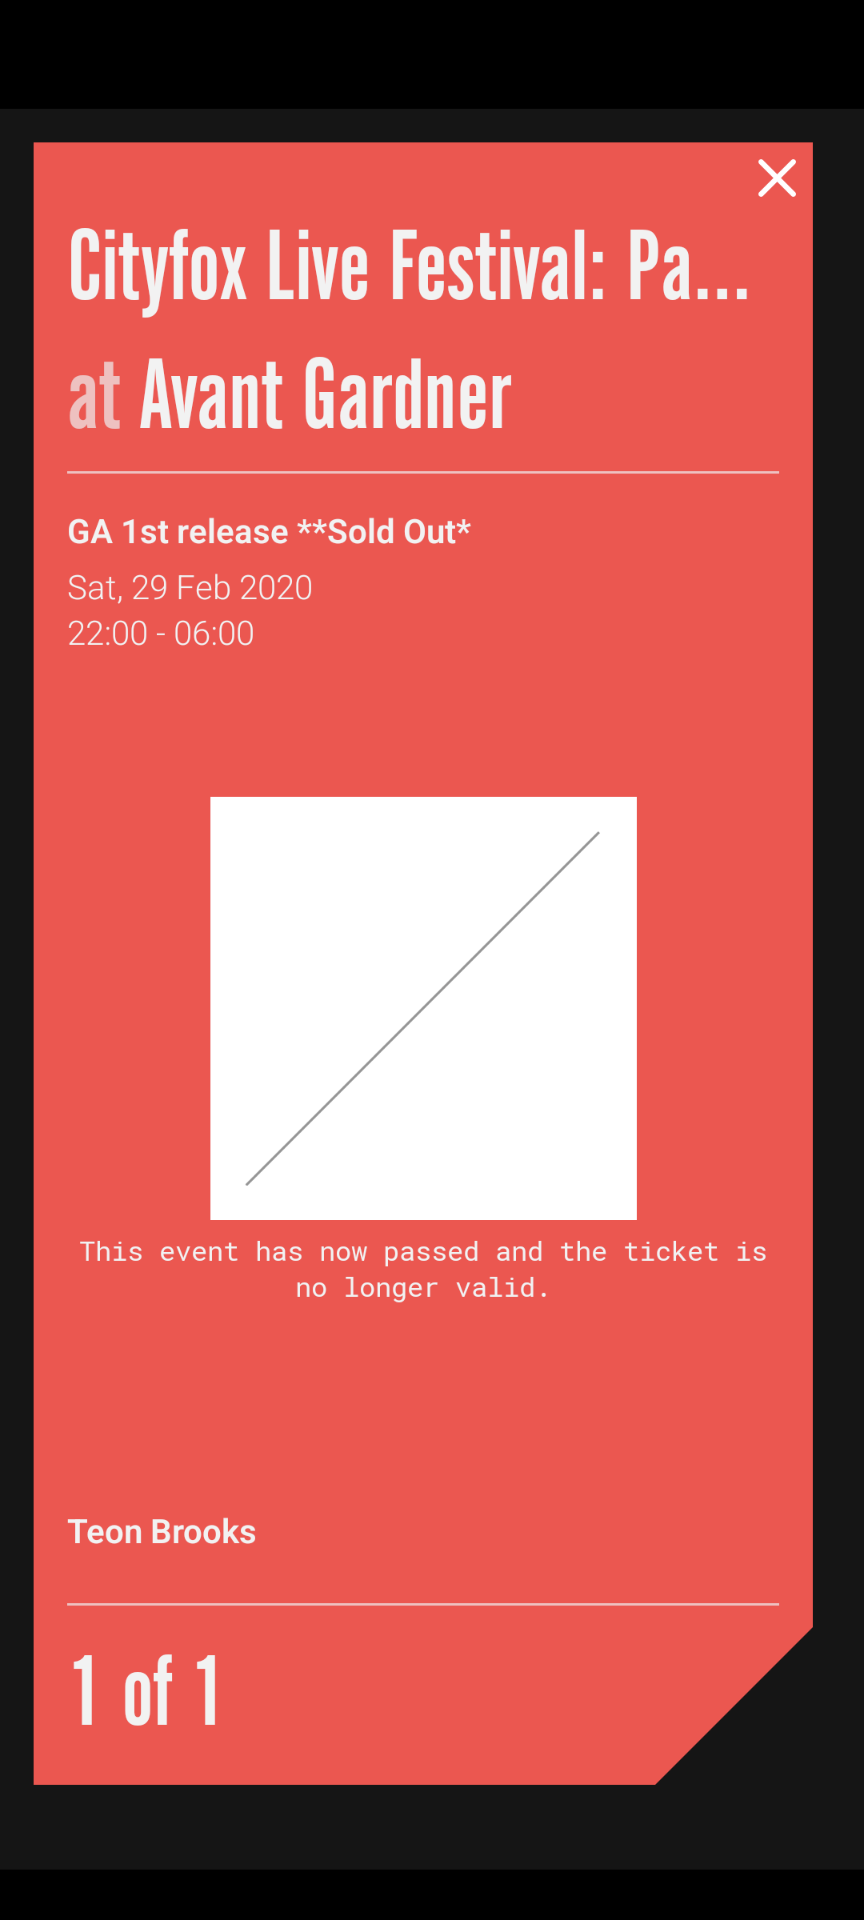 Cityfox Live Festival: Pa...
at Avant Gardner
GA 1st release **Sold Out*
Sat, 29 Feb 2020
22:00 - 06:00
This event has now passed and the ticket is
no longer valid.
Teon Brooks
1 of 1